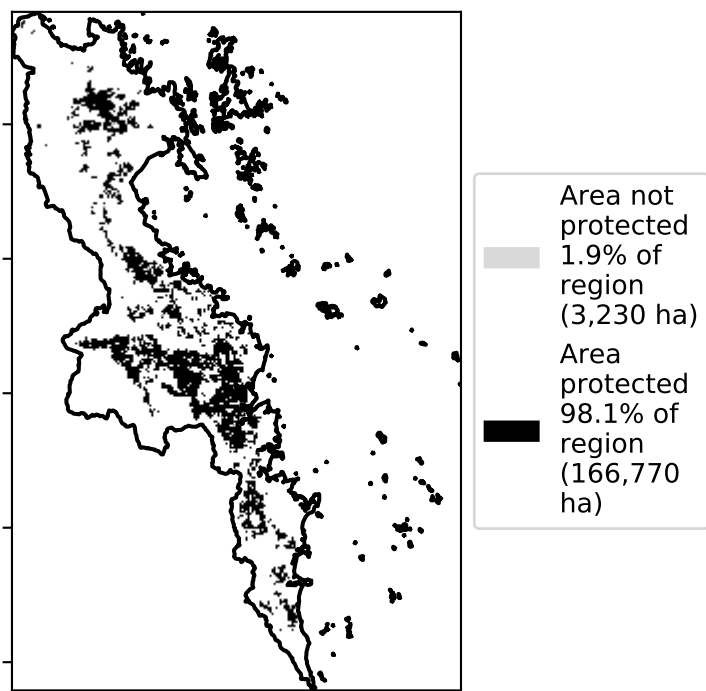 Area not
protected
1.9% of
region
(3,230 ha)
Area
protected
98.1% of
region
(166,770
ha)